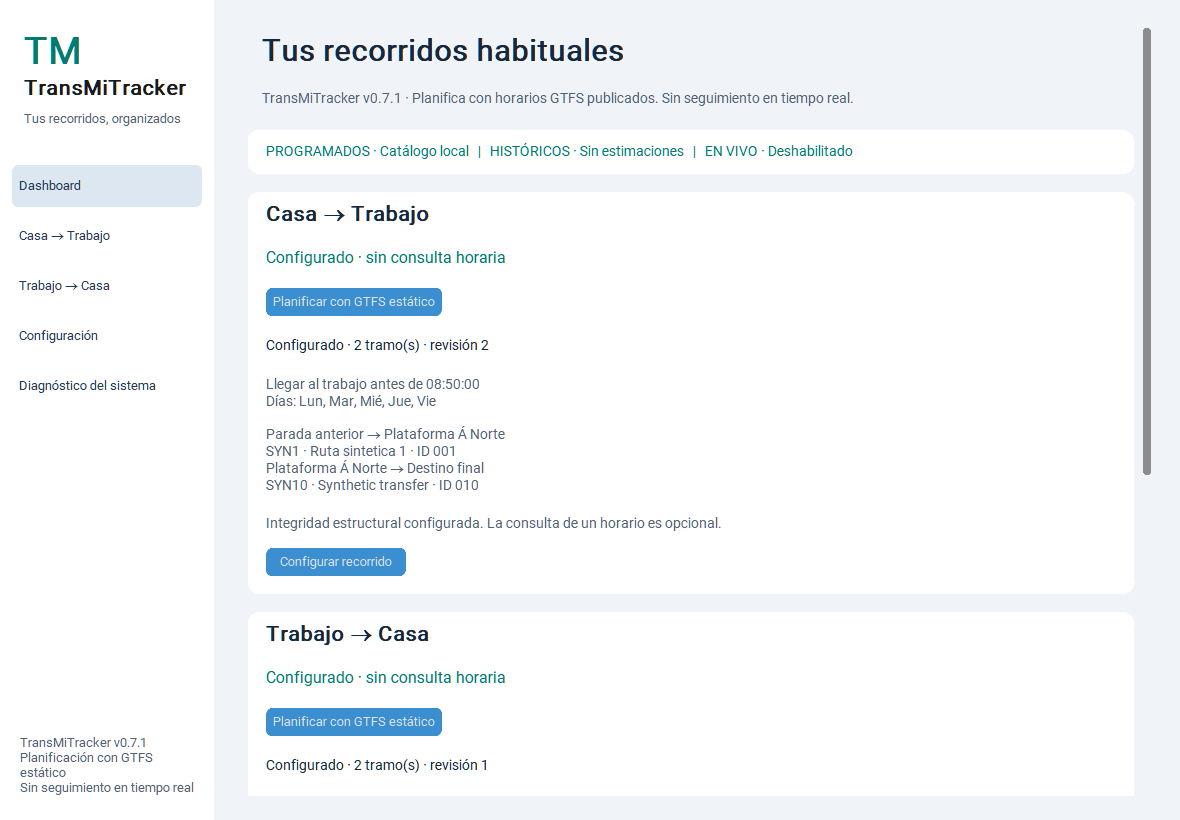 TM
TransMiTracker
Tus recorridos, organizados
Dashboard
Casa → Trabajo
Trabajo → Casa
Configuración
Diagnóstico del sistema
TransMiTracker v0.7.1
Planificación con GTFS
estático
Sin seguimiento en tiempo real
Tus recorridos habituales
TransMiTracker v0.7.1 · Planifica con horarios GTFS publicados. Sin seguimiento en tiempo real.
PROGRAMADOS · Catálogo local | HISTÓRICOS · Sin estimaciones | EN VIVO · Deshabilitado
Casa → Trabajo
Configurado · sin consulta horaria
Planificar con GTFS estático
Configurado · 2 tramo(s) · revisión 2
Llegar al trabajo antes de 08:50:00
Días: Lun, Mar, Mié, Jue, Vie
Parada anterior → Plataforma Á Norte
SYN1 · Ruta sintetica 1 · ID 001
Plataforma Á Norte → Destino final
SYN10 · Synthetic transfer · ID 010
Integridad estructural configurada. La consulta de un horario es opcional.
Configurar recorrido
Trabajo → Casa
Configurado · sin consulta horaria
Planificar con GTFS estático
Configurado · 2 tramo(s) · revisión 1